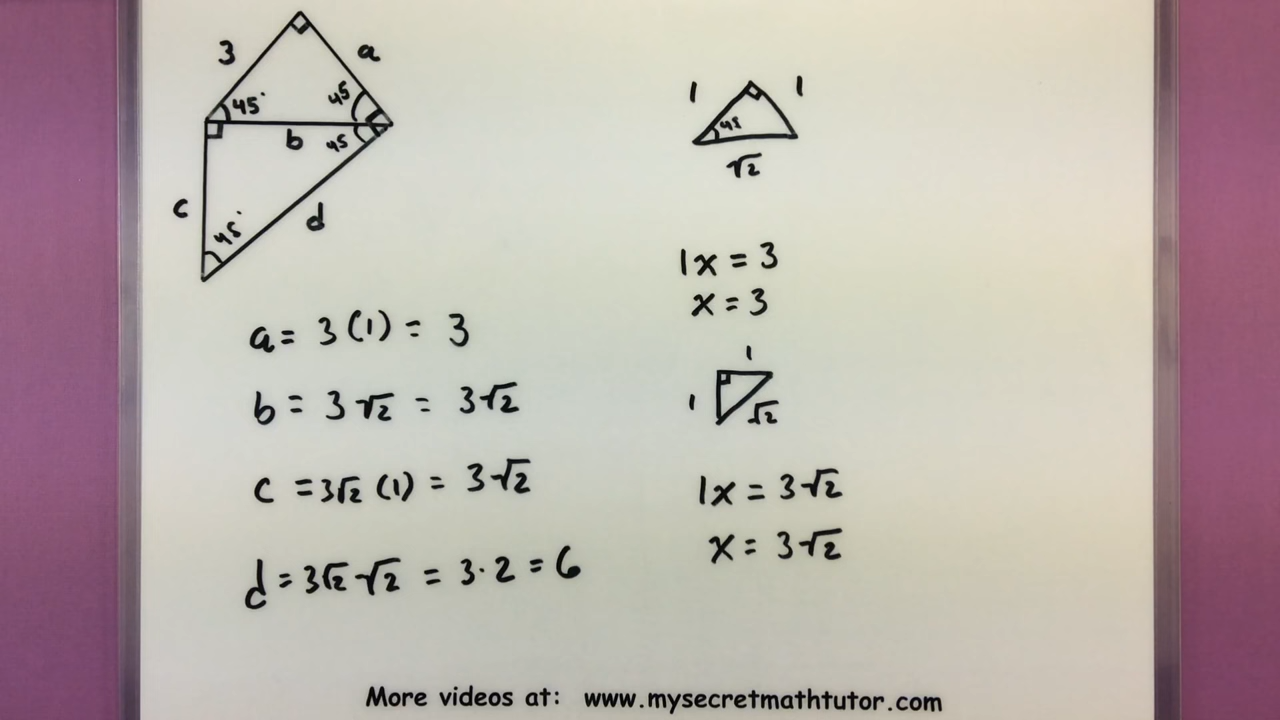 3 a
45° 45
b 45
c
45° d
a = 3 (1) = 3
b = 3√2 = 3√2
c = 3√2 (1) = 3√2
d = 3√2 · √2 = 3 · 2 = 6
1 1
45
√2
1x = 3
x = 3
1
1 √2
1x = 3√2
x = 3√2
More videos at: www.mysecretmathtutor.com